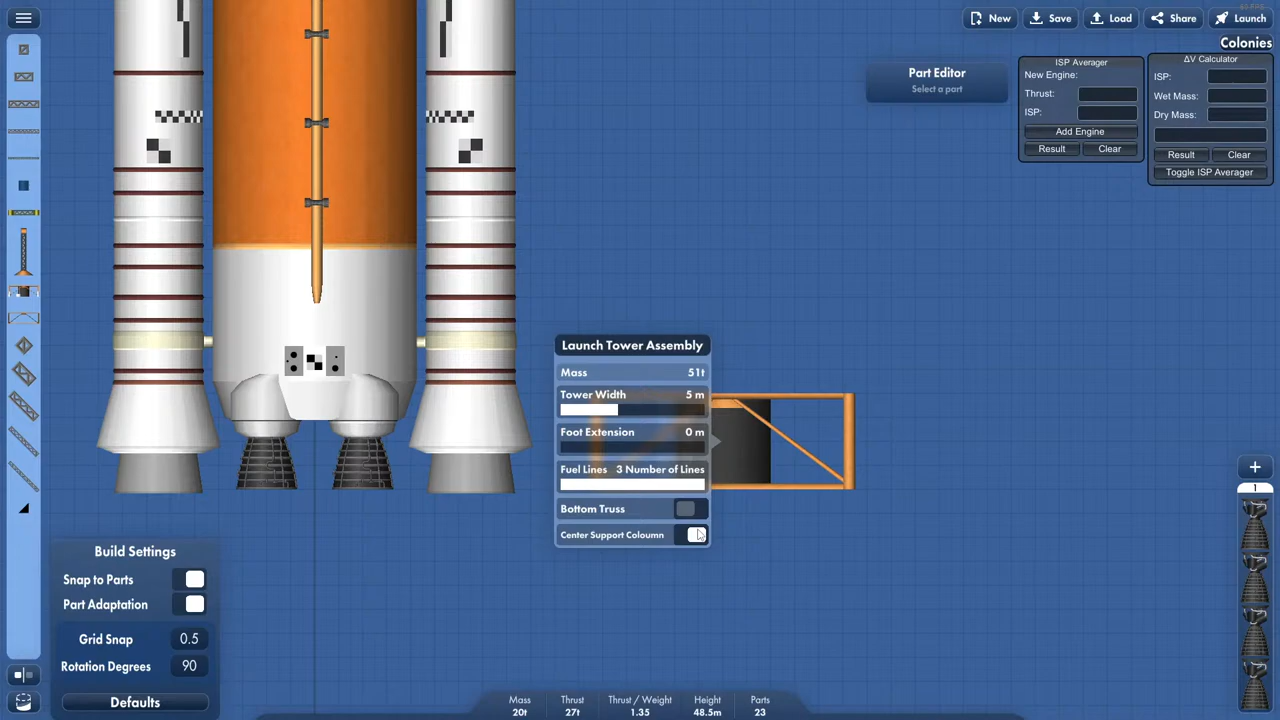 60 FPS
New
Save
Load
Share
Launch
Colonies
Part Editor
Select a part
ISP Averager
New Engine:
Thrust:
ISP:
Add Engine
Result Clear
ΔV Calculator
ISP:
Wet Mass:
Dry Mass:
Result Clear
Toggle ISP Averager
Launch Tower Assembly
Mass 51t
Tower Width 5 m
Foot Extension 0 m
Fuel Lines 3 Number of Lines
Bottom Truss
Center Support Coloumn
1
Build Settings
Snap to Parts
Part Adaptation
Grid Snap 0.5
Rotation Degrees 90
Defaults
Mass Thrust Thrust / Weight Height Parts
20t 27t 1.35 48.5m 23